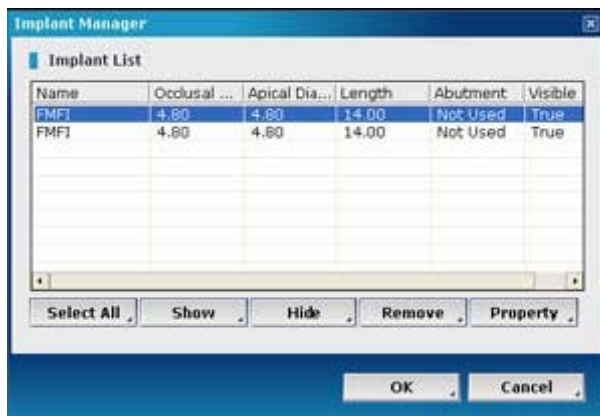 Implant Manager
Implant List
Name Occlusal ... Apical Dia... Length Abutment Visible
FMFI 4.80 4.80 14.00 Not Used True
FMFI 4.80 4.80 14.00 Not Used True
Select All Show Hide Remove Property
OK Cancel